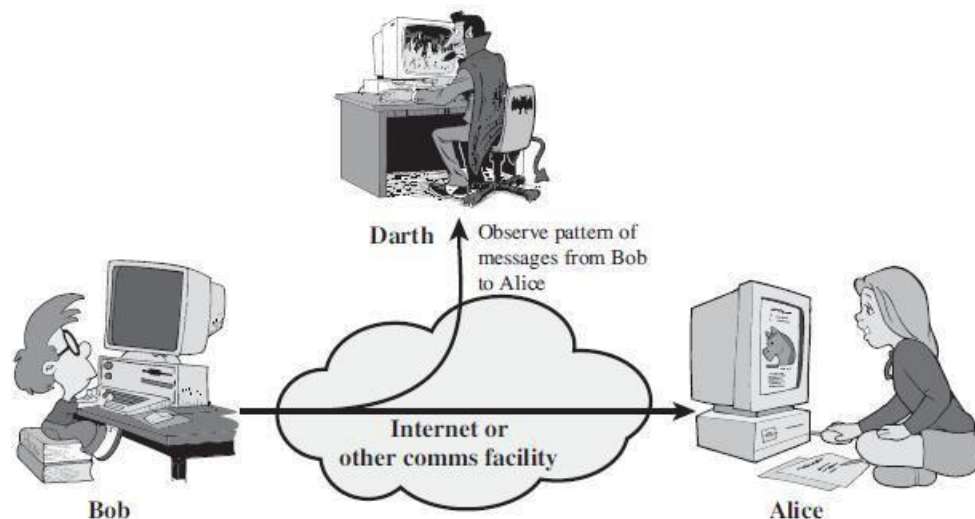 Darth
Observe pattern of
messages from Bob
to Alice
Internet or
other comms facility
Bob
Alice